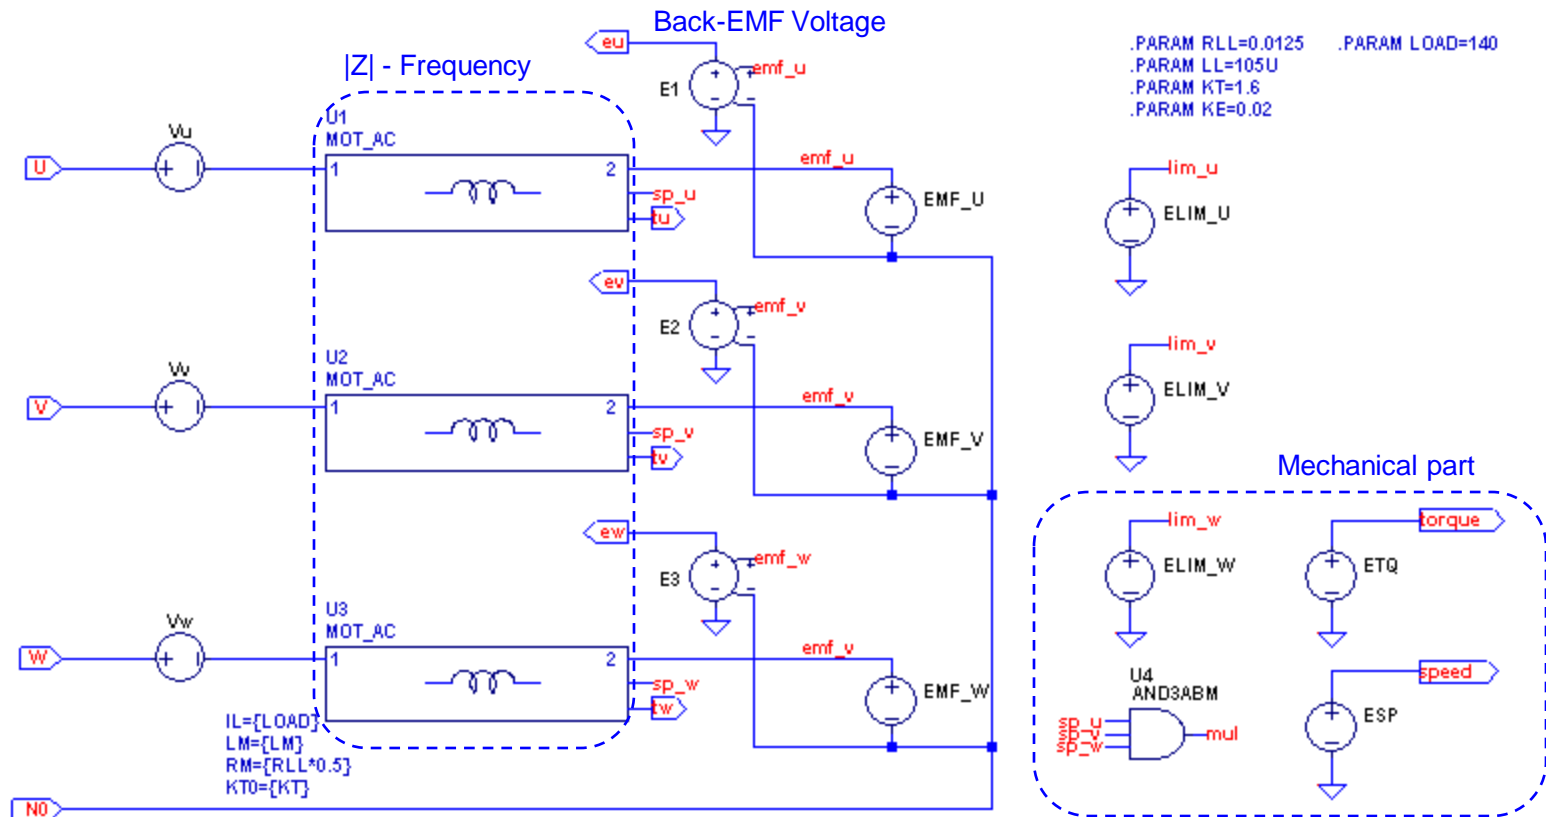 Back-EMF Voltage
|Z| - Frequency
.PARAM RLL=0.0125 .PARAM LOAD=140
.PARAM LL=105U
.PARAM KT=1.6
.PARAM KE=0.02
eu
emf_u
E1
U1
MOT_AC
Vu
U
1
2
sp_u
tu
emf_u
EMF_U
lim_u
ELIM_U
ev
emf_v
E2
U2
MOT_AC
Vv
V
1
2
sp_v
tv
emf_v
EMF_V
lim_v
ELIM_V
Mechanical part
ew
emf_w
E3
U3
MOT_AC
Vw
W
1
2
sp_w
tw
emf_v
EMF_W
lim_w
ELIM_W
torque
ETQ
U4
AND3ABM
sp_u
sp_v
sp_w
mul
speed
ESP
IL={LOAD}
LM={LM}
RM={RLL*0.5}
KT0={KT}
N0